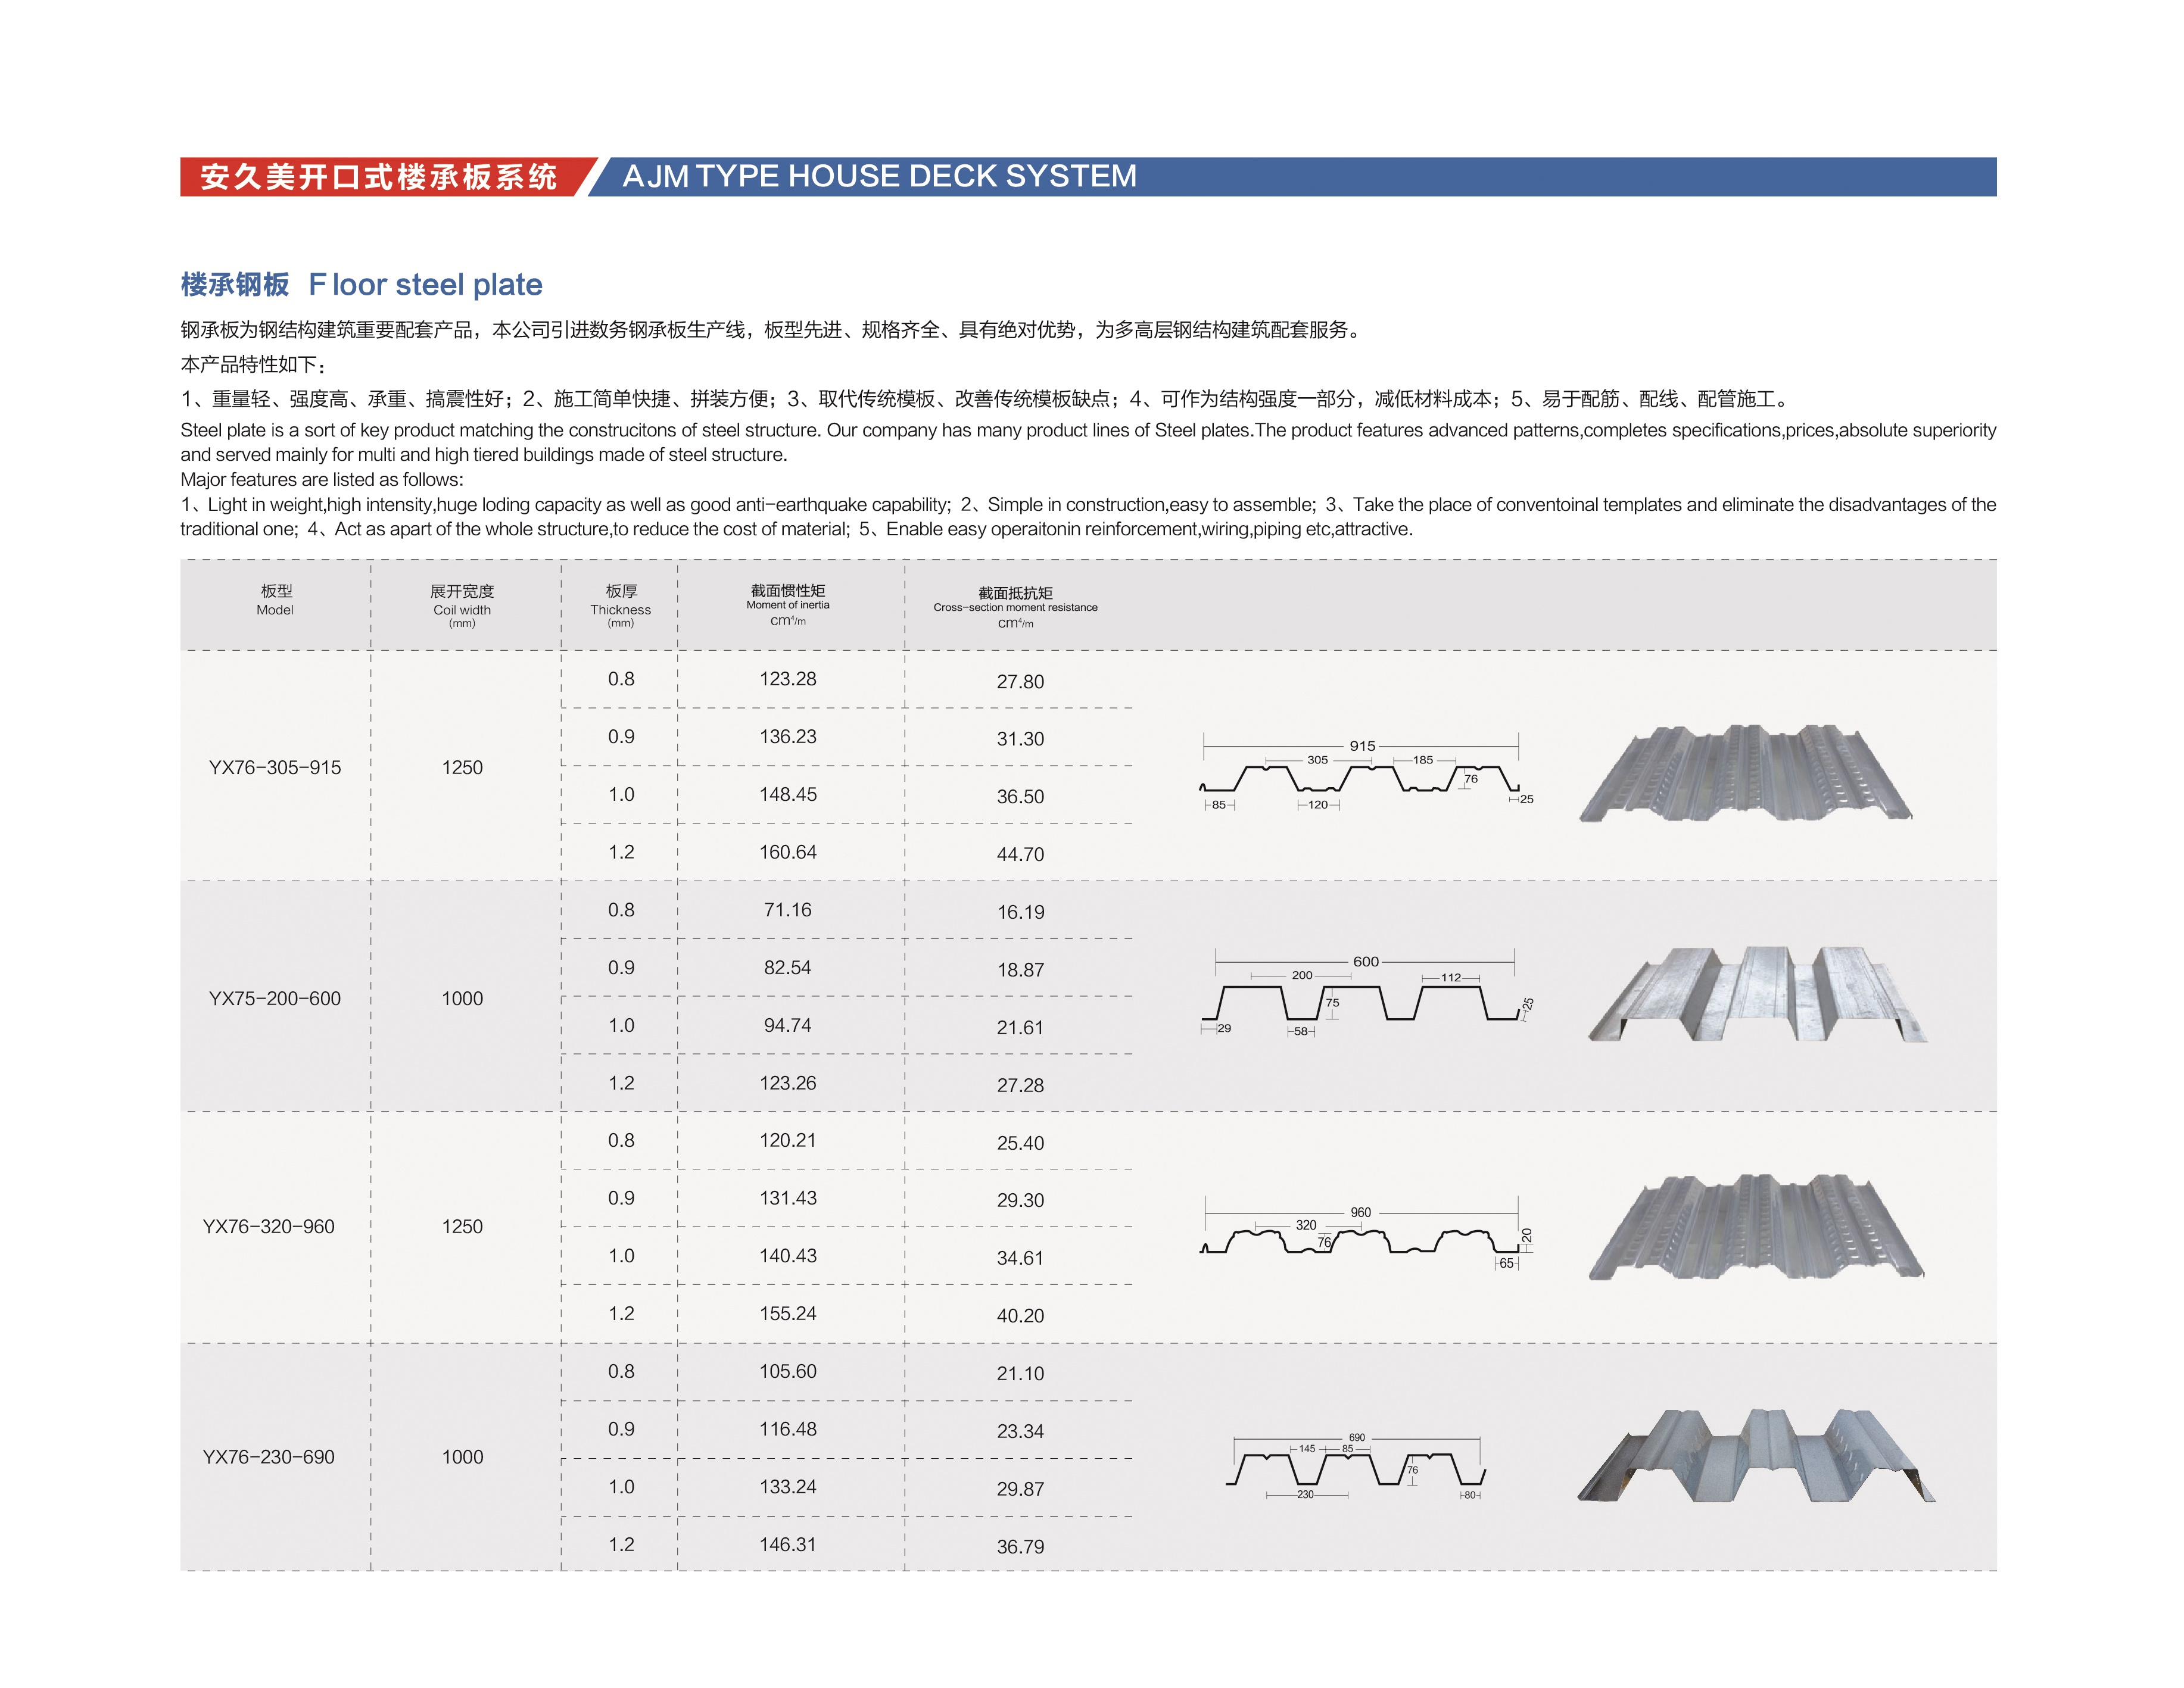 安久美开口式楼承板系统 AJM TYPE HOUSE DECK SYSTEM
楼承钢板 Floor steel plate
钢承板为钢结构建筑重要配套产品，本公司引进数务钢承板生产线，板型先进、规格齐全、具有绝对优势，为多高层钢结构建筑配套服务。
本产品特性如下：
1、重量轻、强度高、承重、搞震性好；2、施工简单快捷、拼装方便；3、取代传统模板、改善传统模板缺点；4、可作为结构强度一部分，减低材料成本；5、易于配筋、配线、配管施工。
Steel plate is a sort of key product matching the construcitons of steel structure. Our company has many product lines of Steel plates.The product features advanced patterns,completes specifications,prices,absolute superiority
and served mainly for multi and high tiered buildings made of steel structure.
Major features are listed as follows:
1、Light in weight,high intensity,huge loding capacity as well as good anti-earthquake capability; 2、Simple in construction,easy to assemble; 3、Take the place of conventoinal templates and eliminate the disadvantages of the
traditional one; 4、Act as apart of the whole structure,to reduce the cost of material; 5、Enable easy operaitonin reinforcement,wiring,piping etc,attractive.
板型 展开宽度 板厚 截面惯性矩 截面抵抗矩
Model Coil width Thickness Moment of inertia Cross-section moment resistance
(mm) (mm) cm⁴/m cm⁴/m
YX76-305-915 1250
0.8 123.28 27.80
0.9 136.23 31.30
1.0 148.45 36.50
1.2 160.64 44.70
915
305 185
76
85 120 25
YX75-200-600 1000
0.8 71.16 16.19
0.9 82.54 18.87
1.0 94.74 21.61
1.2 123.26 27.28
600
200 112
75 25
29 58
YX76-320-960 1250
0.8 120.21 25.40
0.9 131.43 29.30
1.0 140.43 34.61
1.2 155.24 40.20
960
320
76 20
65
YX76-230-690 1000
0.8 105.60 21.10
0.9 116.48 23.34
1.0 133.24 29.87
1.2 146.31 36.79
690
145 85
76
230 80